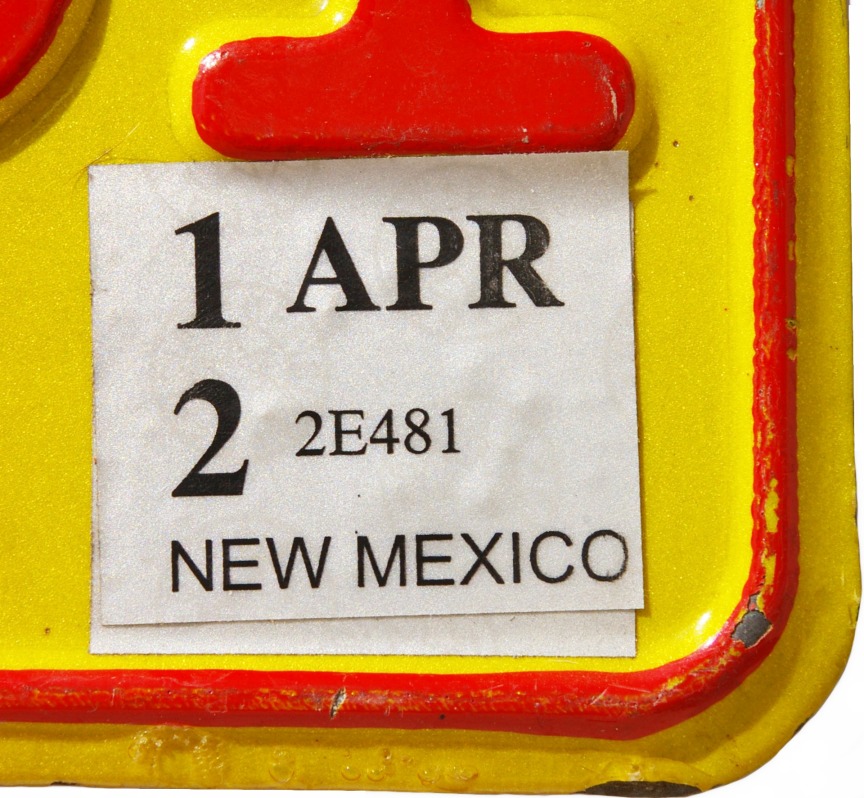 1 APR
2 2E481
NEW MEXICO